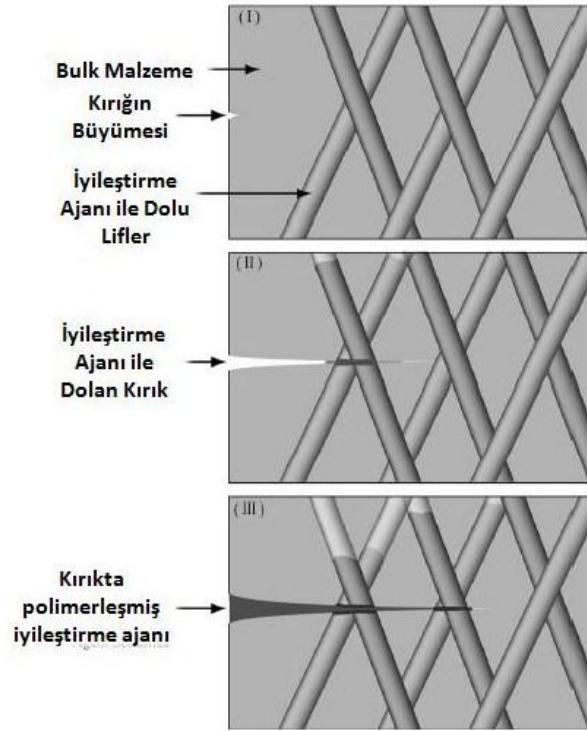 (I)
Bulk Malzeme
Kırığın
Büyümesi
İyileştirme
Ajanı ile Dolu
Lifler
(II)
İyileştirme
Ajanı ile
Dolan Kırık
(III)
Kırıkta
polimerleşmiş
iyileştirme ajanı